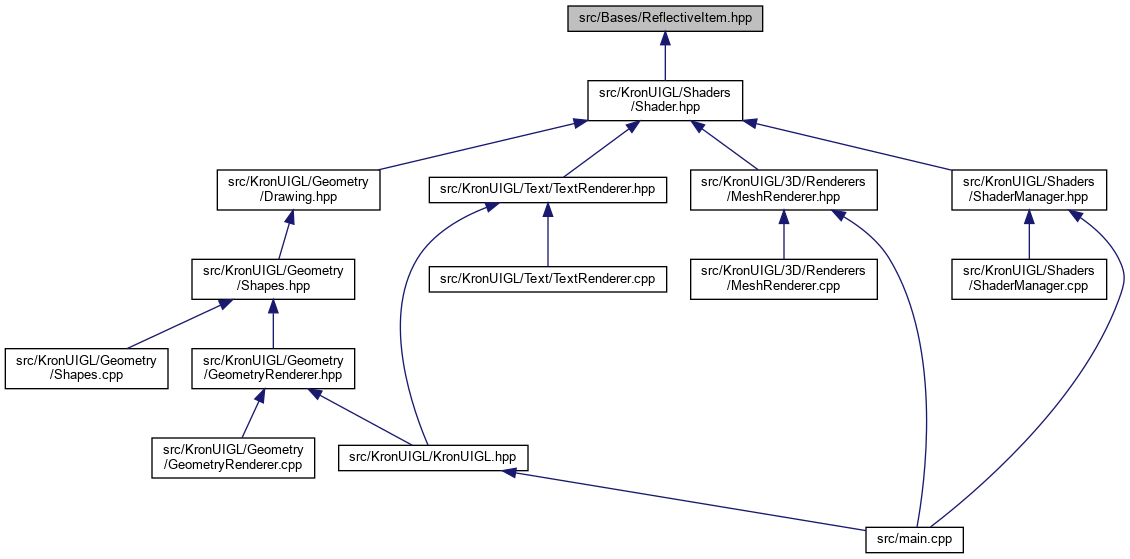 src/Bases/ReflectiveItem.hpp
src/KronUIGL/Shaders
/Shader.hpp
src/KronUIGL/Geometry
/Drawing.hpp
src/KronUIGL/Text/TextRenderer.hpp
src/KronUIGL/3D/Renderers
/MeshRenderer.hpp
src/KronUIGL/Shaders
/ShaderManager.hpp
src/KronUIGL/Geometry
/Shapes.hpp
src/KronUIGL/Text/TextRenderer.cpp
src/KronUIGL/3D/Renderers
/MeshRenderer.cpp
src/KronUIGL/Shaders
/ShaderManager.cpp
src/KronUIGL/Geometry
/Shapes.cpp
src/KronUIGL/Geometry
/GeometryRenderer.hpp
src/KronUIGL/Geometry
/GeometryRenderer.cpp
src/KronUIGL/KronUIGL.hpp
src/main.cpp